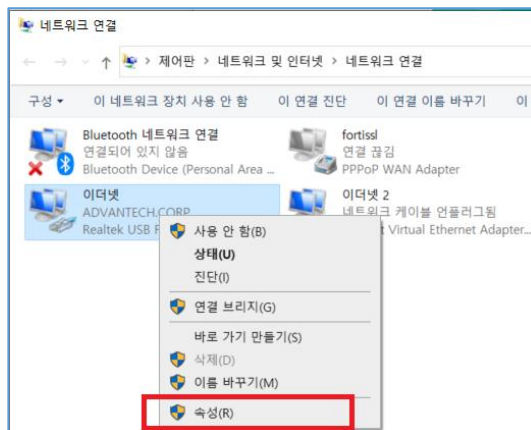 네트워크 연결
제어판 > 네트워크 및 인터넷 > 네트워크 연결
구성 이 네트워크 장치 사용 안 함 이 연결 진단 이 연결 이름 바꾸기 이
Bluetooth 네트워크 연결
연결되어 있지 않음
Bluetooth Device (Personal Area ...
fortissl
연결 끊김
PPPoP WAN Adapter
이더넷
ADVANTECH.CORP
Realtek USB
이더넷 2
네트워크 케이블 언플러그됨
Virtual Ethernet Adapter...
사용 안 함(B)
상태(U)
진단(I)
연결 브리지(G)
바로 가기 만들기(S)
삭제(D)
이름 바꾸기(M)
속성(R)